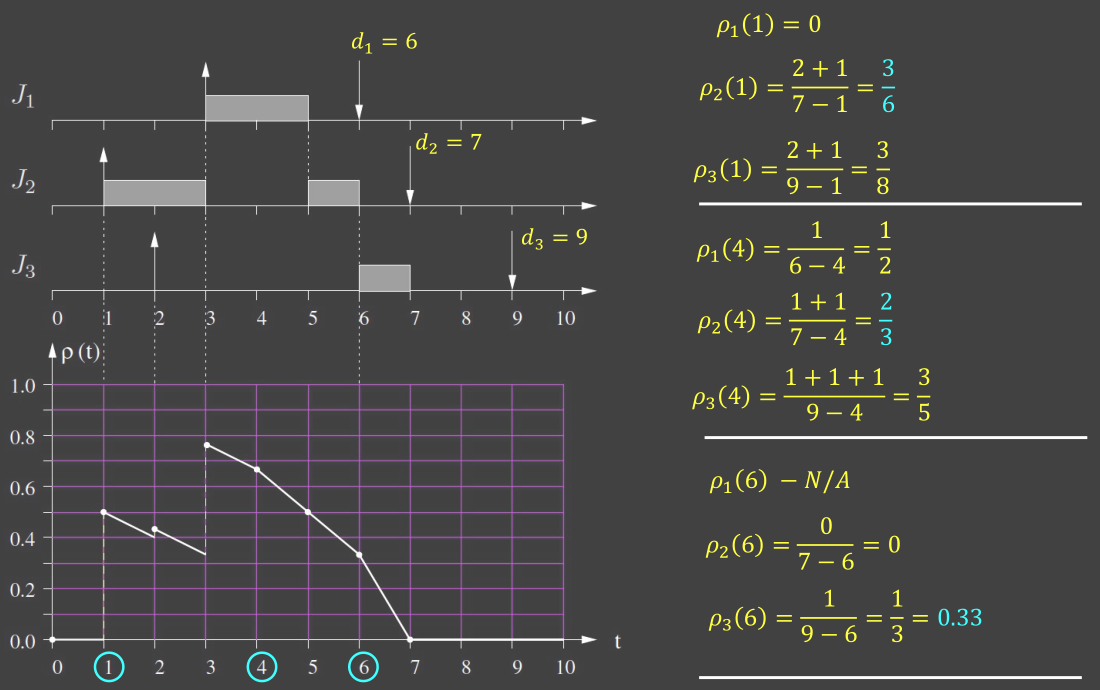 d₁ = 6
J₁
d₂ = 7
J₂
d₃ = 9
J₃
0 1 2 3 4 5 6 7 8 9 10
ρ (t)
1.0
0.8
0.6
0.4
0.2
0.0
t
0 1 2 3 4 5 6 7 8 9 10
ρ₁(1) = 0
ρ₂(1) = (2 + 1)/(7 − 1) = 3/6
ρ₃(1) = (2 + 1)/(9 − 1) = 3/8
ρ₁(4) = 1/(6 − 4) = 1/2
ρ₂(4) = (1 + 1)/(7 − 4) = 2/3
ρ₃(4) = (1 + 1 + 1)/(9 − 4) = 3/5
ρ₁(6) − N/A
ρ₂(6) = 0/(7 − 6) = 0
ρ₃(6) = 1/(9 − 6) = 1/3 = 0.33